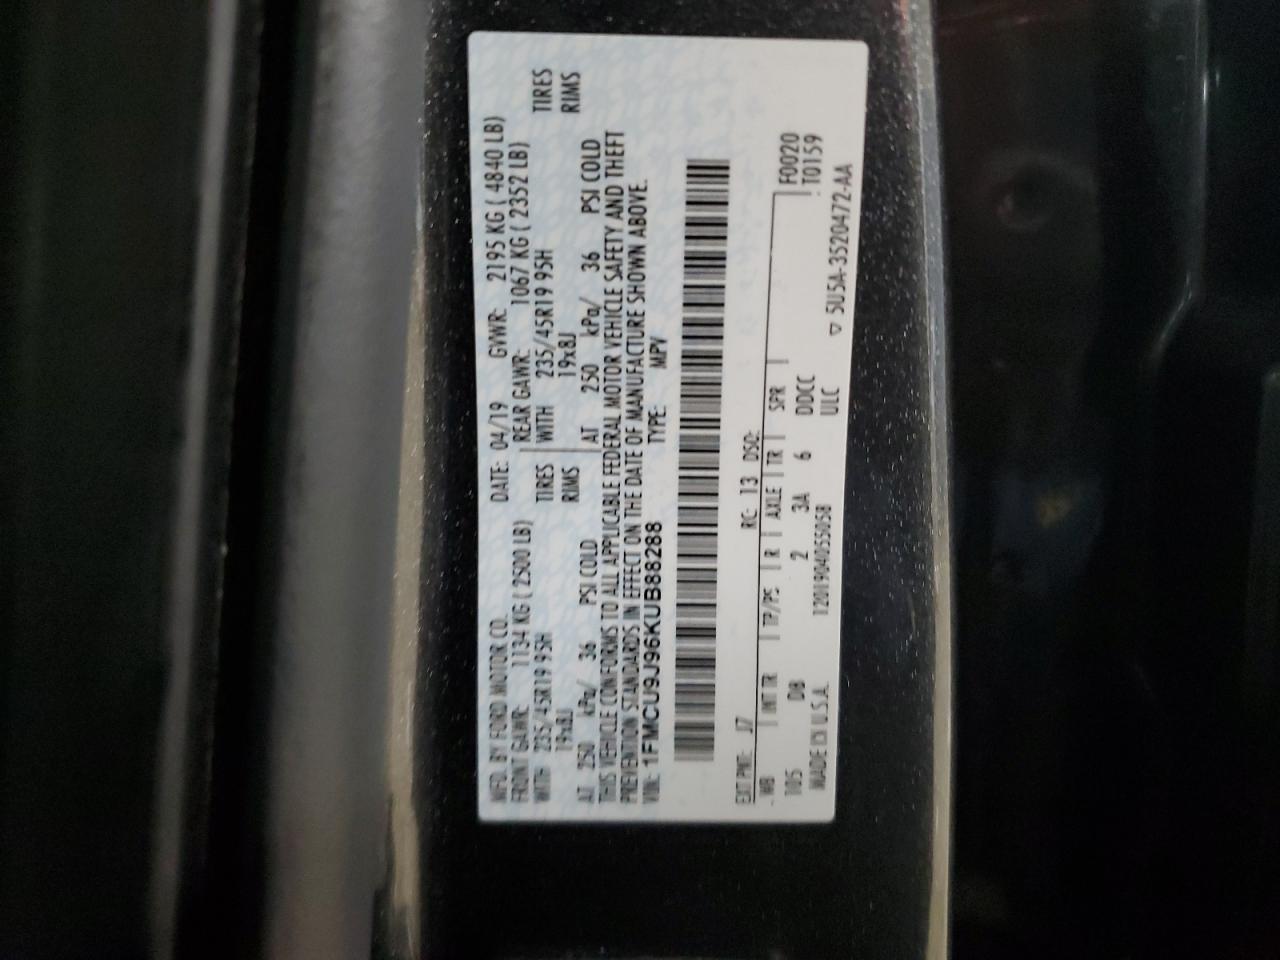 MFD. BY FORD MOTOR CO. DATE: 04/19 GVWR: 2195 KG ( 4840 LB)
FRONT GAWR: 1134 KG ( 2500 LB) REAR GAWR: 1067 KG ( 2352 LB)
WITH 235/45R19 95H TIRES WITH 235/45R19 95H TIRES
19x8J RIMS 19x8J RIMS
AT 250 kPa/ 36 PSI COLD AT 250 kPa/ 36 PSI COLD
THIS VEHICLE CONFORMS TO ALL APPLICABLE FEDERAL MOTOR VEHICLE SAFETY AND THEFT
PREVENTION STANDARDS IN EFFECT ON THE DATE OF MANUFACTURE SHOWN ABOVE.
VIN: 1FMCU9J96KUB88288 TYPE: MPV
EXT PNT: J7 RC: 13 DSO:
WB INT TR TP/PS R AXLE TR SPR F0020
105 DB 2 3A 6 DDCC T0159
MADE IN U.S.A. 1201904055058 ULC
▽ 5U5A-3520472-AA